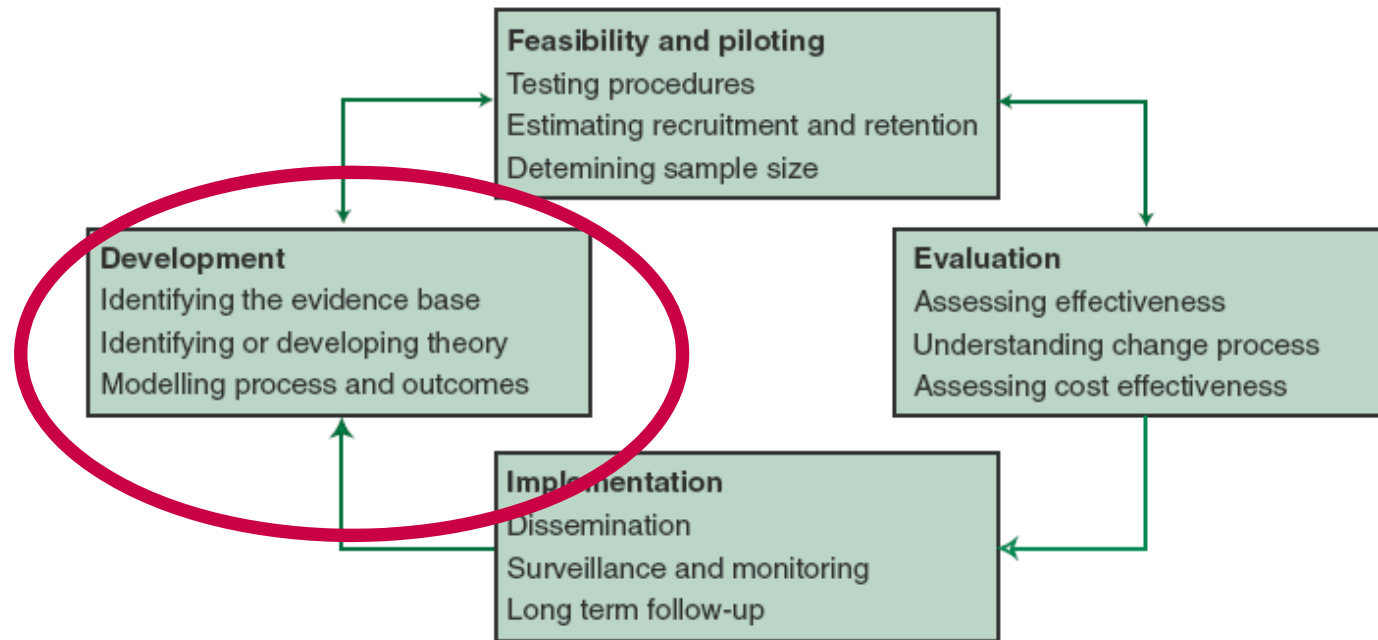 Feasibility and piloting
Testing procedures
Estimating recruitment and retention
Detemining sample size
Development
Identifying the evidence base
Identifying or developing theory
Modelling process and outcomes
Evaluation
Assessing effectiveness
Understanding change process
Assessing cost effectiveness
Implementation
Dissemination
Surveillance and monitoring
Long term follow-up